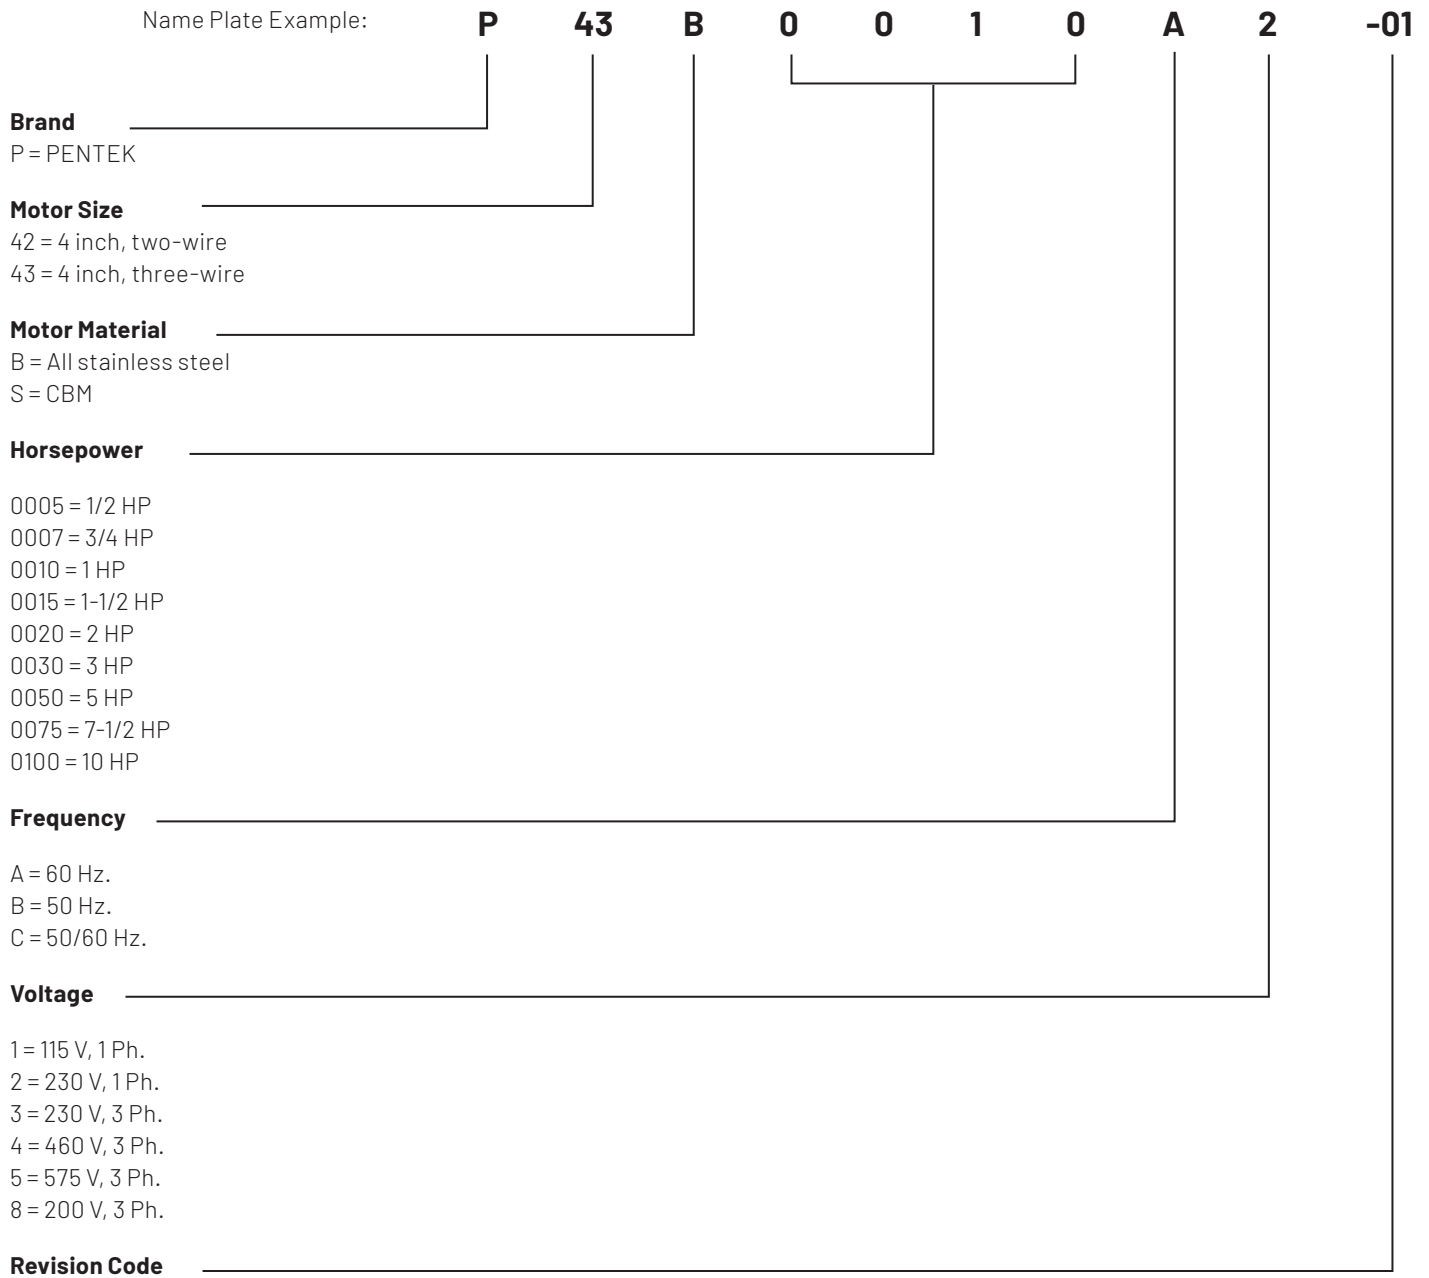 Name Plate Example: P 43 B 0 0 1 0 A 2 -01
Brand
P = PENTEK
Motor Size
42 = 4 inch, two-wire
43 = 4 inch, three-wire
Motor Material
B = All stainless steel
S = CBM
Horsepower
0005 = 1/2 HP
0007 = 3/4 HP
0010 = 1 HP
0015 = 1-1/2 HP
0020 = 2 HP
0030 = 3 HP
0050 = 5 HP
0075 = 7-1/2 HP
0100 = 10 HP
Frequency
A = 60 Hz.
B = 50 Hz.
C = 50/60 Hz.
Voltage
1 = 115 V, 1 Ph.
2 = 230 V, 1 Ph.
3 = 230 V, 3 Ph.
4 = 460 V, 3 Ph.
5 = 575 V, 3 Ph.
8 = 200 V, 3 Ph.
Revision Code